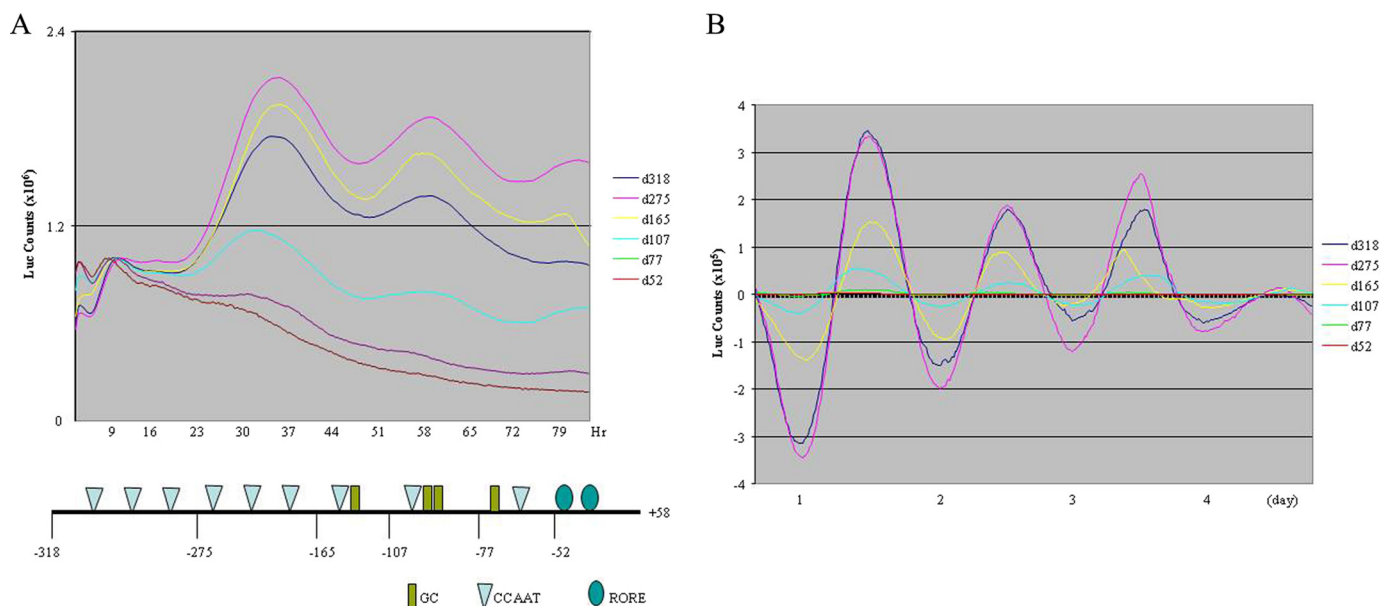 A
2.4
1.2
0
Luc Counts (x10⁶)
9 16 23 30 37 44 51 58 65 72 79 Hr
d318
d275
d165
d107
d77
d52
+58
-318 -275 -165 -107 -77 -52
GC CCAAT RORE
B
4
3
2
1
0
-1
-2
-3
-4
Luc Counts (x10⁵)
1 2 3 4 (day)
d318
d275
d165
d107
d77
d52